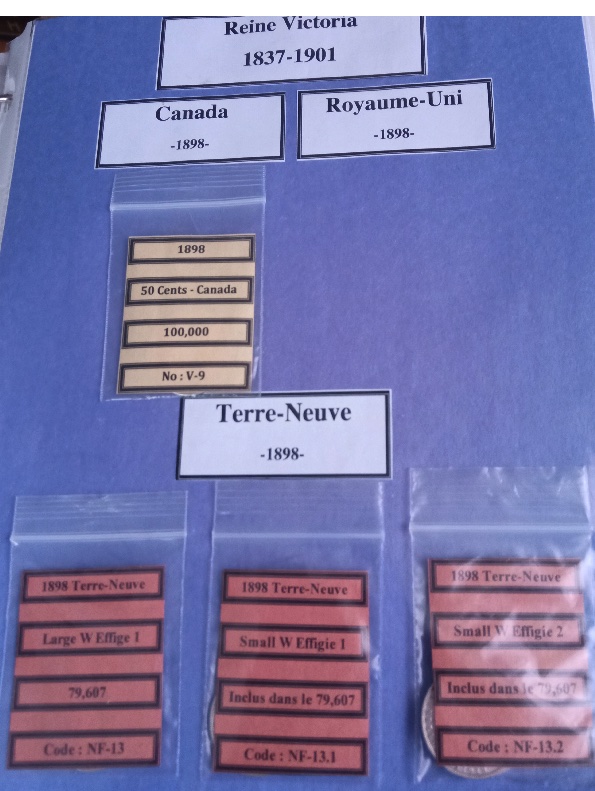 Reine Victoria
1837-1901
Canada
-1898-
Royaume-Uni
-1898-
1898
50 Cents - Canada
100,000
No : V-9
Terre-Neuve
-1898-
1898 Terre-Neuve
Large W Effige 1
79,607
Code : NF-13
1898 Terre-Neuve
Small W Effigie 1
Inclus dans le 79,607
Code : NF-13.1
1898 Terre-Neuve
Small W Effigie 2
Inclus dans le 79,607
Code : NF-13.2